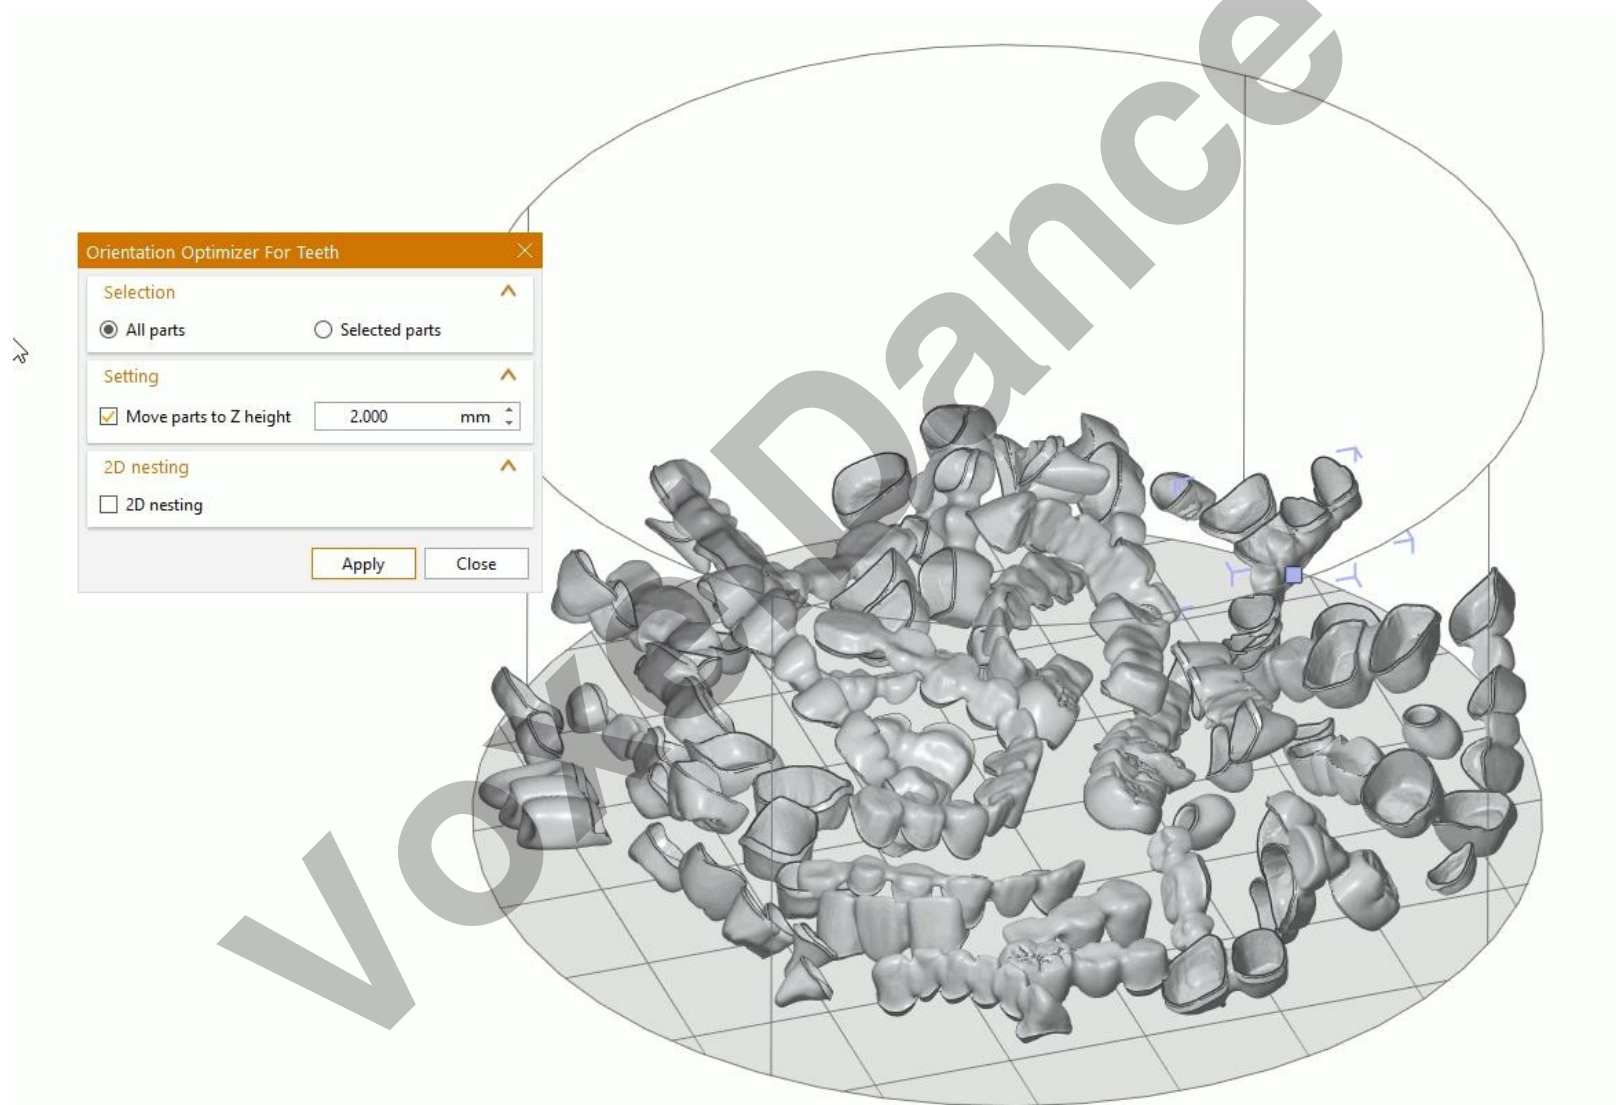 Orientation Optimizer For Teeth
Selection
All parts
Selected parts
Setting
Move parts to Z height
2.000 mm
2D nesting
2D nesting
Apply
Close
VoxelDance